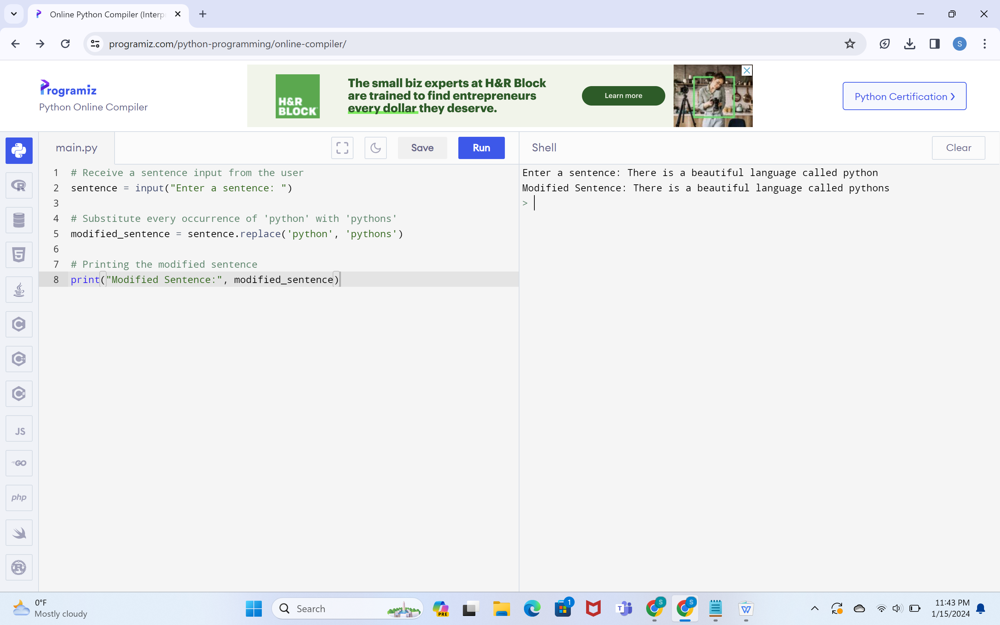 Online Python Compiler (Interp
programiz.com/python-programming/online-compiler/
S
Programiz
Python Online Compiler
H&R
BLOCK
The small biz experts at H&R Block
are trained to find entrepreneurs
every dollar they deserve.
Learn more
Python Certification ›
main.py
Save
Run
Shell
Clear
1 # Receive a sentence input from the user
2 sentence = input("Enter a sentence: ")
3
4 # Substitute every occurrence of 'python' with 'pythons'
5 modified_sentence = sentence.replace('python', 'pythons')
6
7 # Printing the modified sentence
8 print("Modified Sentence:", modified_sentence)
Enter a sentence: There is a beautiful language called python
Modified Sentence: There is a beautiful language called pythons
>
R
5
C
C
C#
JS
GO
php
R
0°F
Mostly cloudy
Search
PRE
1
T
S
S
W
11:43 PM
1/15/2024